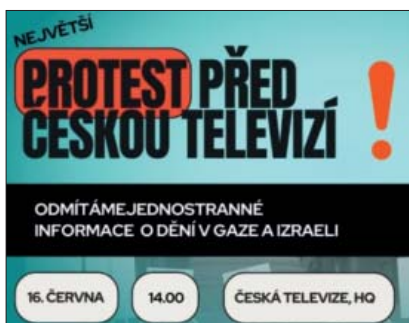 NEJVĚTŠÍ
PROTEST PŘED
ČESKOU TELEVIZÍ !
ODMÍTÁMEJEDNOSTRANNÉ
INFORMACE O DĚNÍ V GAZE A IZRAELI
16. ČERVNA 14.00 ČESKÁ TELEVIZE, HQ